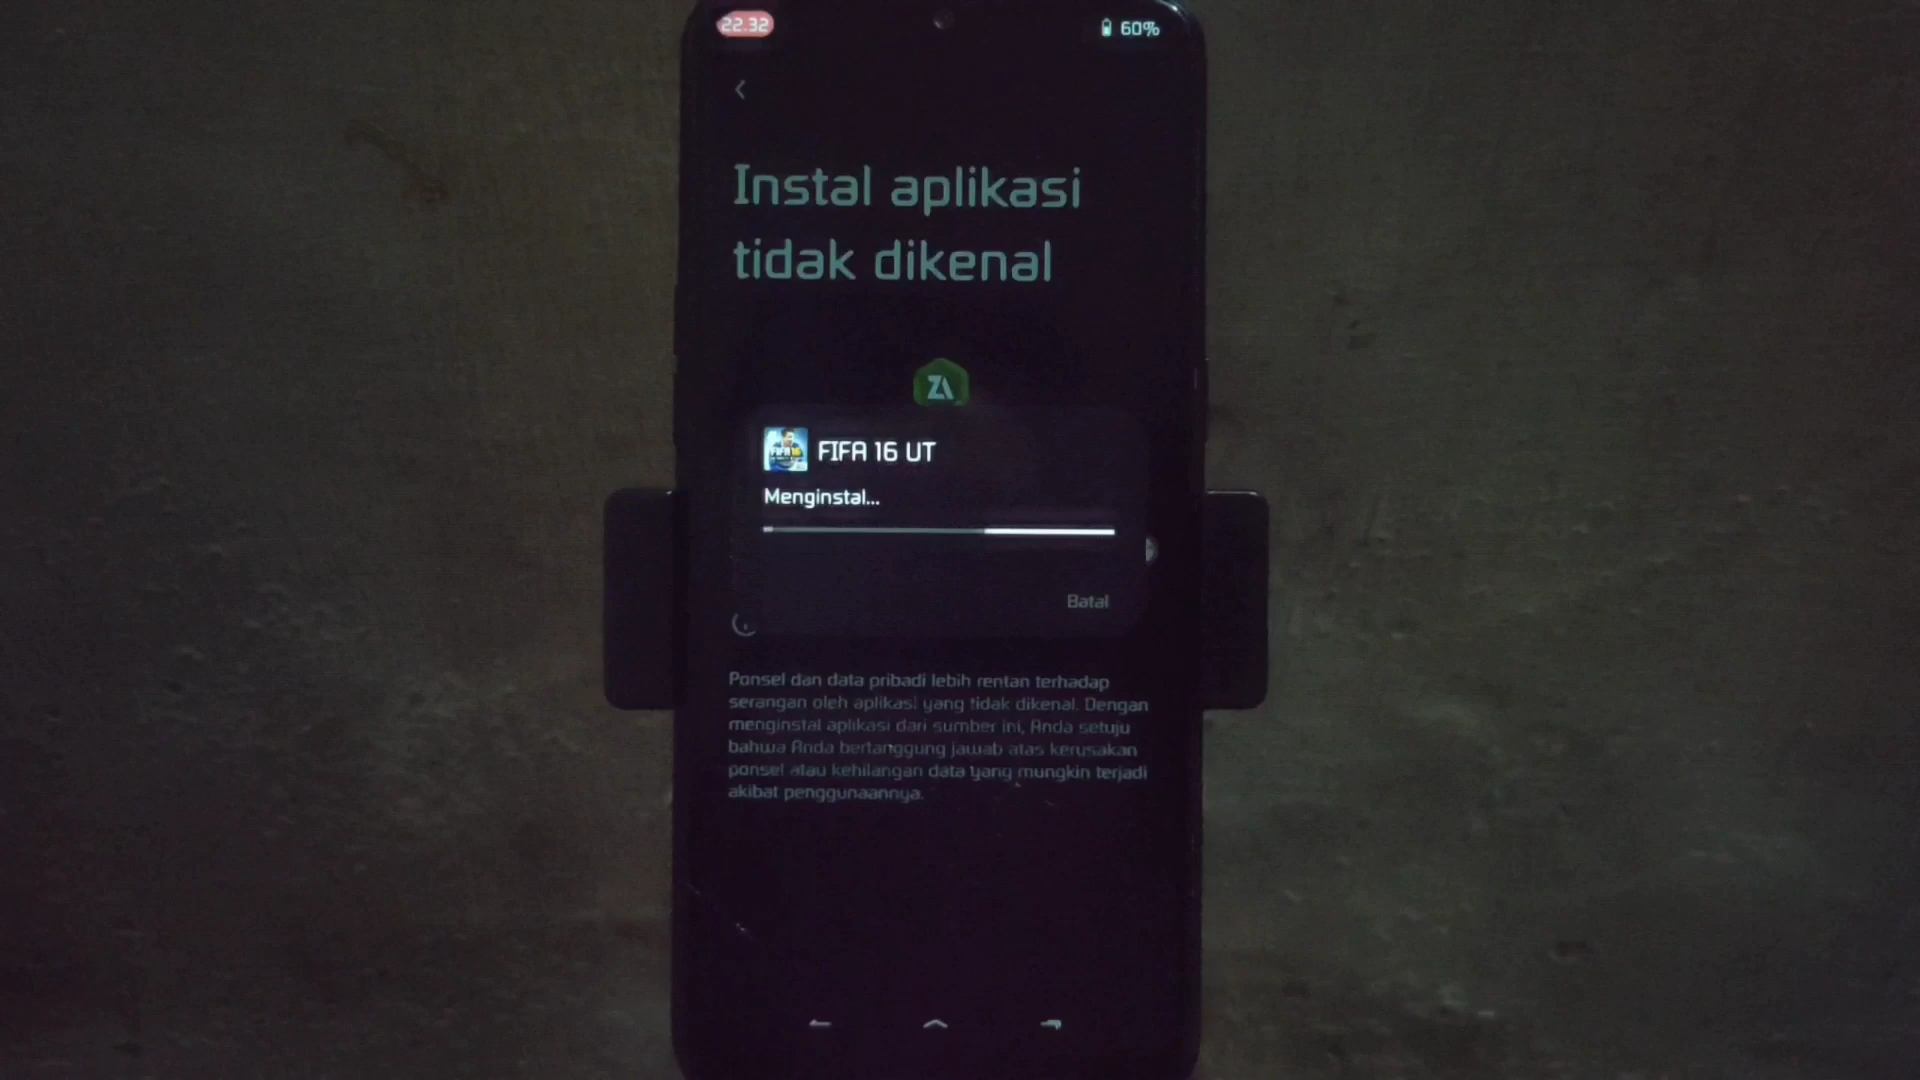 22.32
60%
Instal aplikasi
tidak dikenal
ZA
FIFA 16 UT
Menginstal...
Batal
Ponsel dan data pribadi lebih rentan terhadap
serangan oleh aplikasi yang tidak dikenal. Dengan
menginstal aplikasi dari sumber ini, Anda setuju
bahwa Anda bertanggung jawab atas kerusakan
ponsel atau kehilangan data yang mungkin terjadi
akibat penggunaannya.